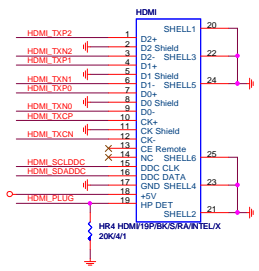 HDMI
HDMI_TXP2 1 D2+ SHELL1 20
2 D2 Shield
HDMI_TXN2 3 D2- SHELL3 22
HDMI_TXP1 4 D1+
5 D1 Shield
HDMI_TXN1 6 D1- SHELL5 24
HDMI_TXP0 7 D0+
8 D0 Shield
HDMI_TXN0 9 D0-
HDMI_TXCP 10 CK+
11 CK Shield
HDMI_TXCN 12 CK-
13 CE Remote
14 NC SHELL6 25
HDMI_SCLDDC 15 DDC CLK
HDMI_SDADDC 16 DDC DATA
17 GND SHELL4 23
18 +5V
HDMI_PLUG 19 HP DET
SHELL2 21
HR4 HDMI/19P/BK/S/RA/INTEL/X
20K/4/1